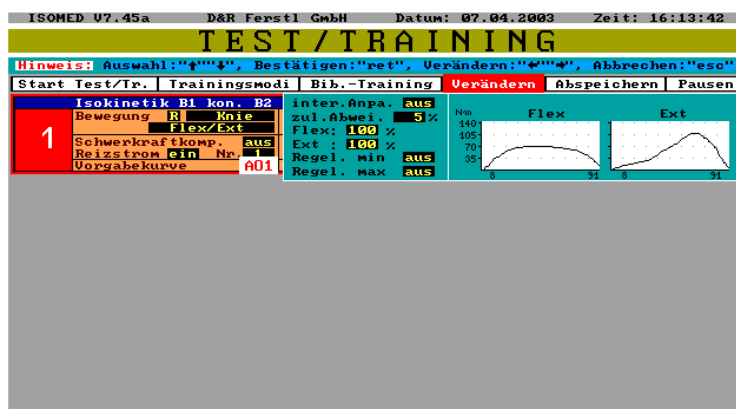 ISOMED V7.45a D&R Ferstl GmbH Datum: 07.04.2003 Zeit: 16:13:42
TEST/TRAINING
Hinweis: Auswahl:"↑""↓", Bestätigen:"ret", Verändern:"←""→", Abbrechen:"esc"
Start Test/Tr. Trainingsmodi Bib.-Training Verändern Abspeichern Pausen
1
Isokinetik B1 kon. B2
Bewegung R Knie
Flex/Ext
Schwerkraftkomp. aus
Reizstrom ein Nr. 1
Vorgabekurve A01
inter.Anpa. aus
zul.Abwei. 5 %
Flex: 100 %
Ext : 100 %
Regel. min aus
Regel. max aus
Nm Flex Ext
140
105
70
35
8 91 8 91